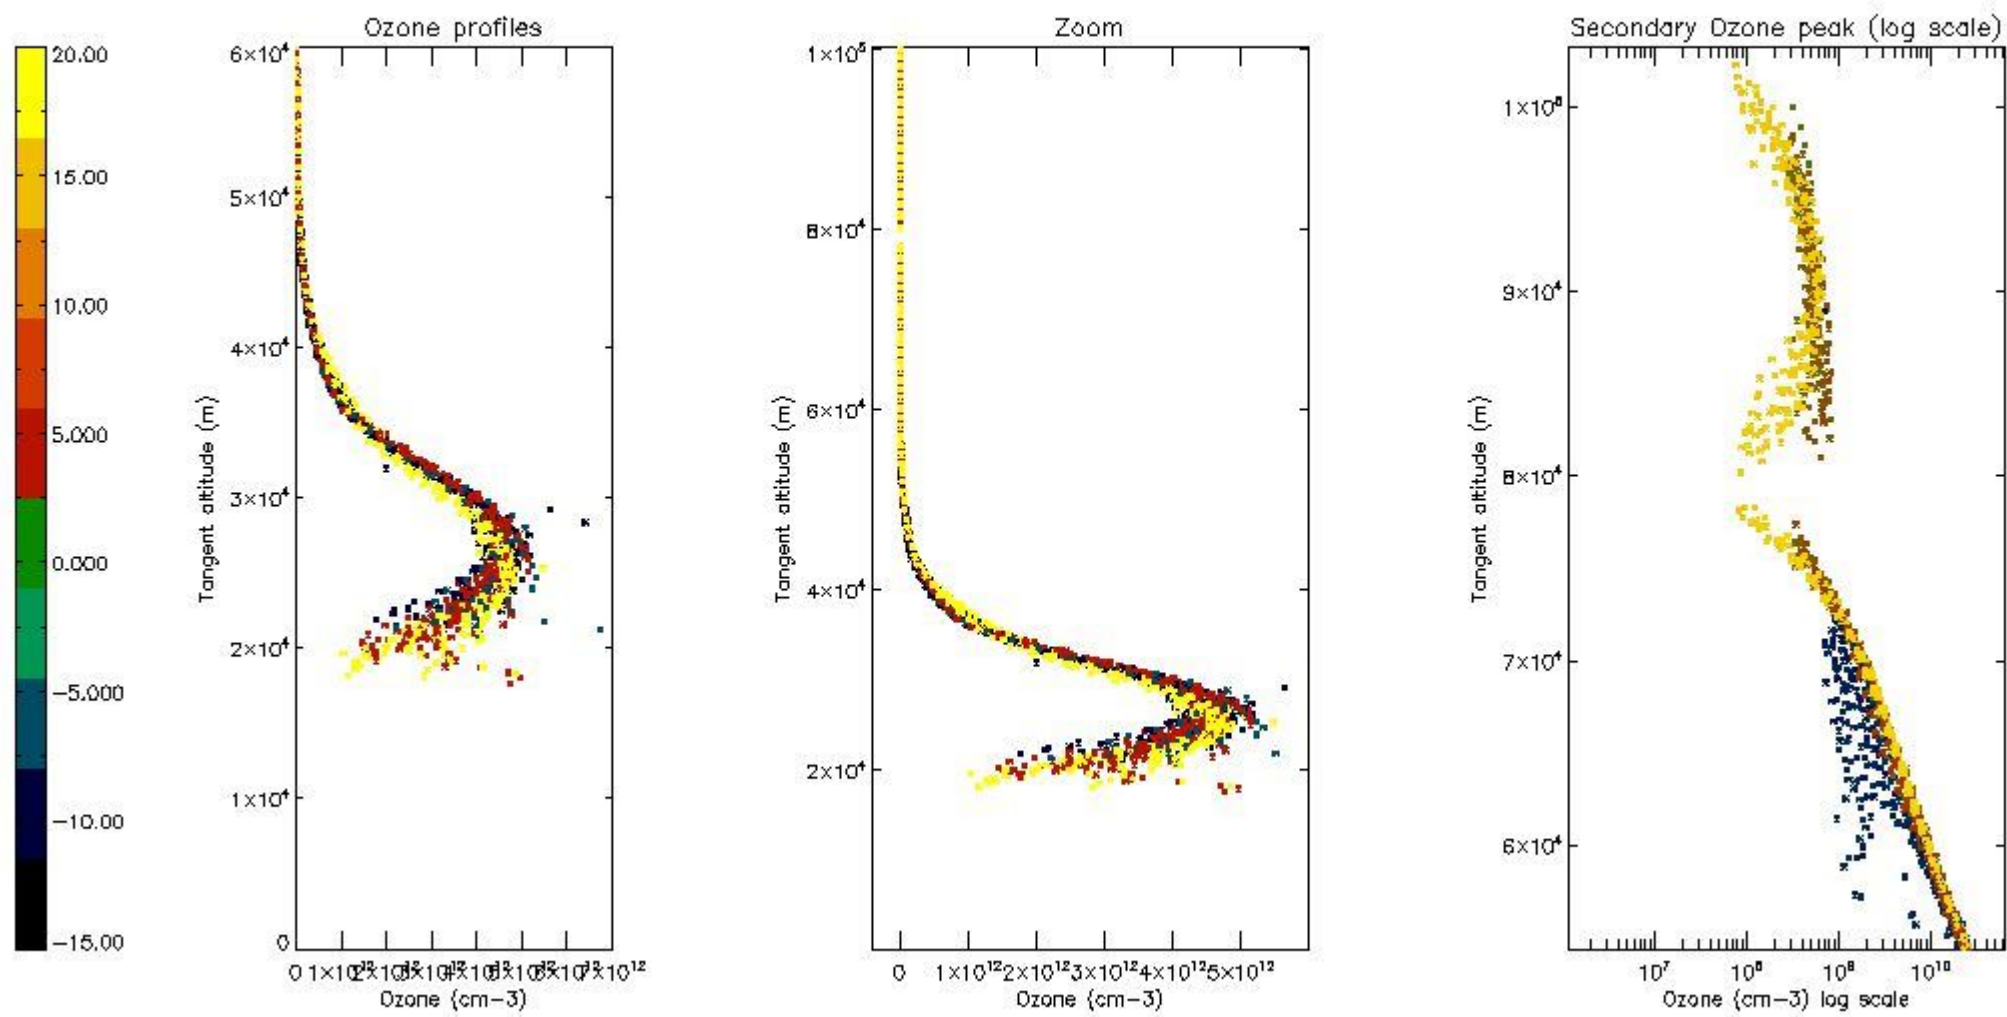 Ozone profiles
Zoom
Secondary Ozone peak (log scale)
20.00
15.00
10.00
5.000
0.000
−5.000
−10.00
−15.00
6×10⁴
5×10⁴
4×10⁴
3×10⁴
2×10⁴
1×10⁴
0
Tangent altitude (m)
0
7×10¹²
Ozone (cm−3)
1×10⁵
8×10⁴
6×10⁴
4×10⁴
2×10⁴
Tangent altitude (m)
0 1×10¹² 2×10¹² 3×10¹² 4×10¹² 5×10¹²
Ozone (cm−3)
9×10⁴
8×10⁴
7×10⁴
6×10⁴
Tangent altitude (m)
10⁷ 10⁸ 10⁹ 10¹⁰
Ozone (cm−3) log scale